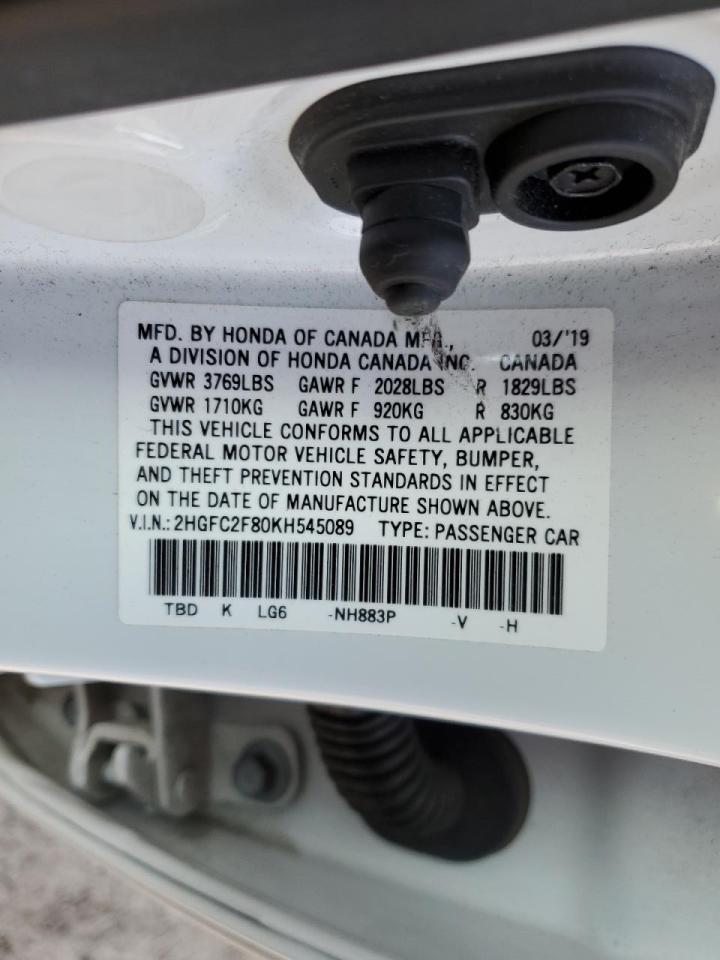 MFD. BY HONDA OF CANADA MFG., 03/'19
A DIVISION OF HONDA CANADA INC. CANADA
GVWR 3769LBS GAWR F 2028LBS R 1829LBS
GVWR 1710KG GAWR F 920KG R 830KG
THIS VEHICLE CONFORMS TO ALL APPLICABLE
FEDERAL MOTOR VEHICLE SAFETY, BUMPER,
AND THEFT PREVENTION STANDARDS IN EFFECT
ON THE DATE OF MANUFACTURE SHOWN ABOVE.
V.I.N.: 2HGFC2F80KH545089 TYPE: PASSENGER CAR
TBD K LG6 -NH883P -V -H